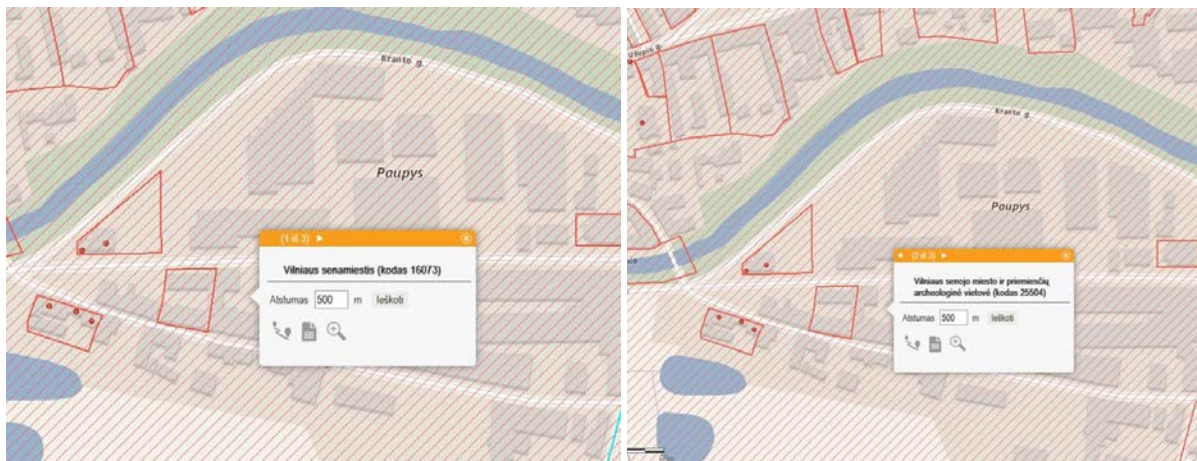 Kranto g.
Paupys
(1 iš 3)
Vilniaus senamiestis (kodas 16073)
Atstumas 500 m Ieškoti
Užupio g.
Kranto g.
Paupys
(2 iš 3)
Vilniaus senojo miesto ir priemiesčių
archeologinė vietovė (kodas 25504)
Atstumas 500 m Ieškoti